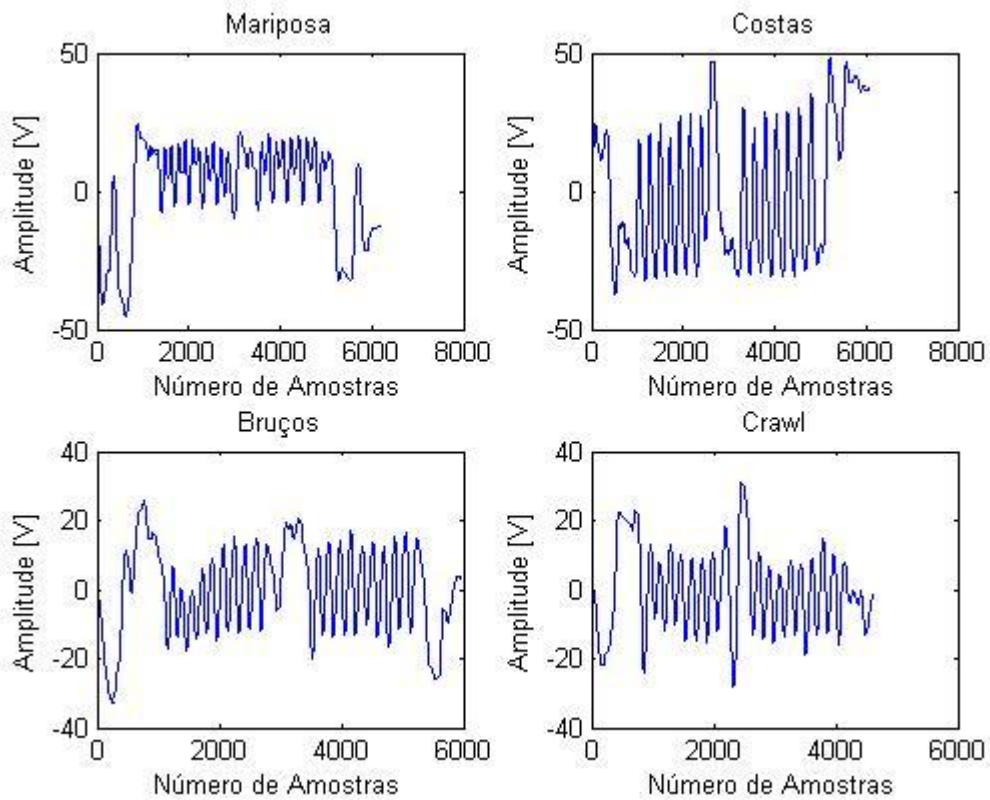 Mariposa
Costas
50
0
-50
Amplitude [V]
0 2000 4000 6000 8000
Número de Amostras
50
0
-50
Amplitude [V]
0 2000 4000 6000 8000
Número de Amostras
Bruços
Crawl
40
20
0
-20
-40
Amplitude [V]
0 2000 4000 6000
Número de Amostras
40
20
0
-20
-40
Amplitude [V]
0 2000 4000 6000
Número de Amostras